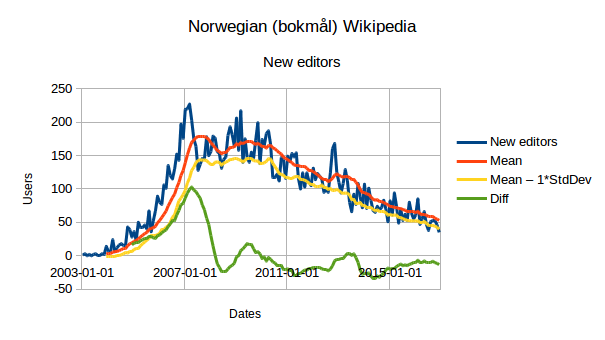 Norwegian (bokmål) Wikipedia
New editors
250
200
150
100
50
0
-50
2003-01-01
2007-01-01
2011-01-01
2015-01-01
Users
Dates
New editors
Mean
Mean – 1*StdDev
Diff